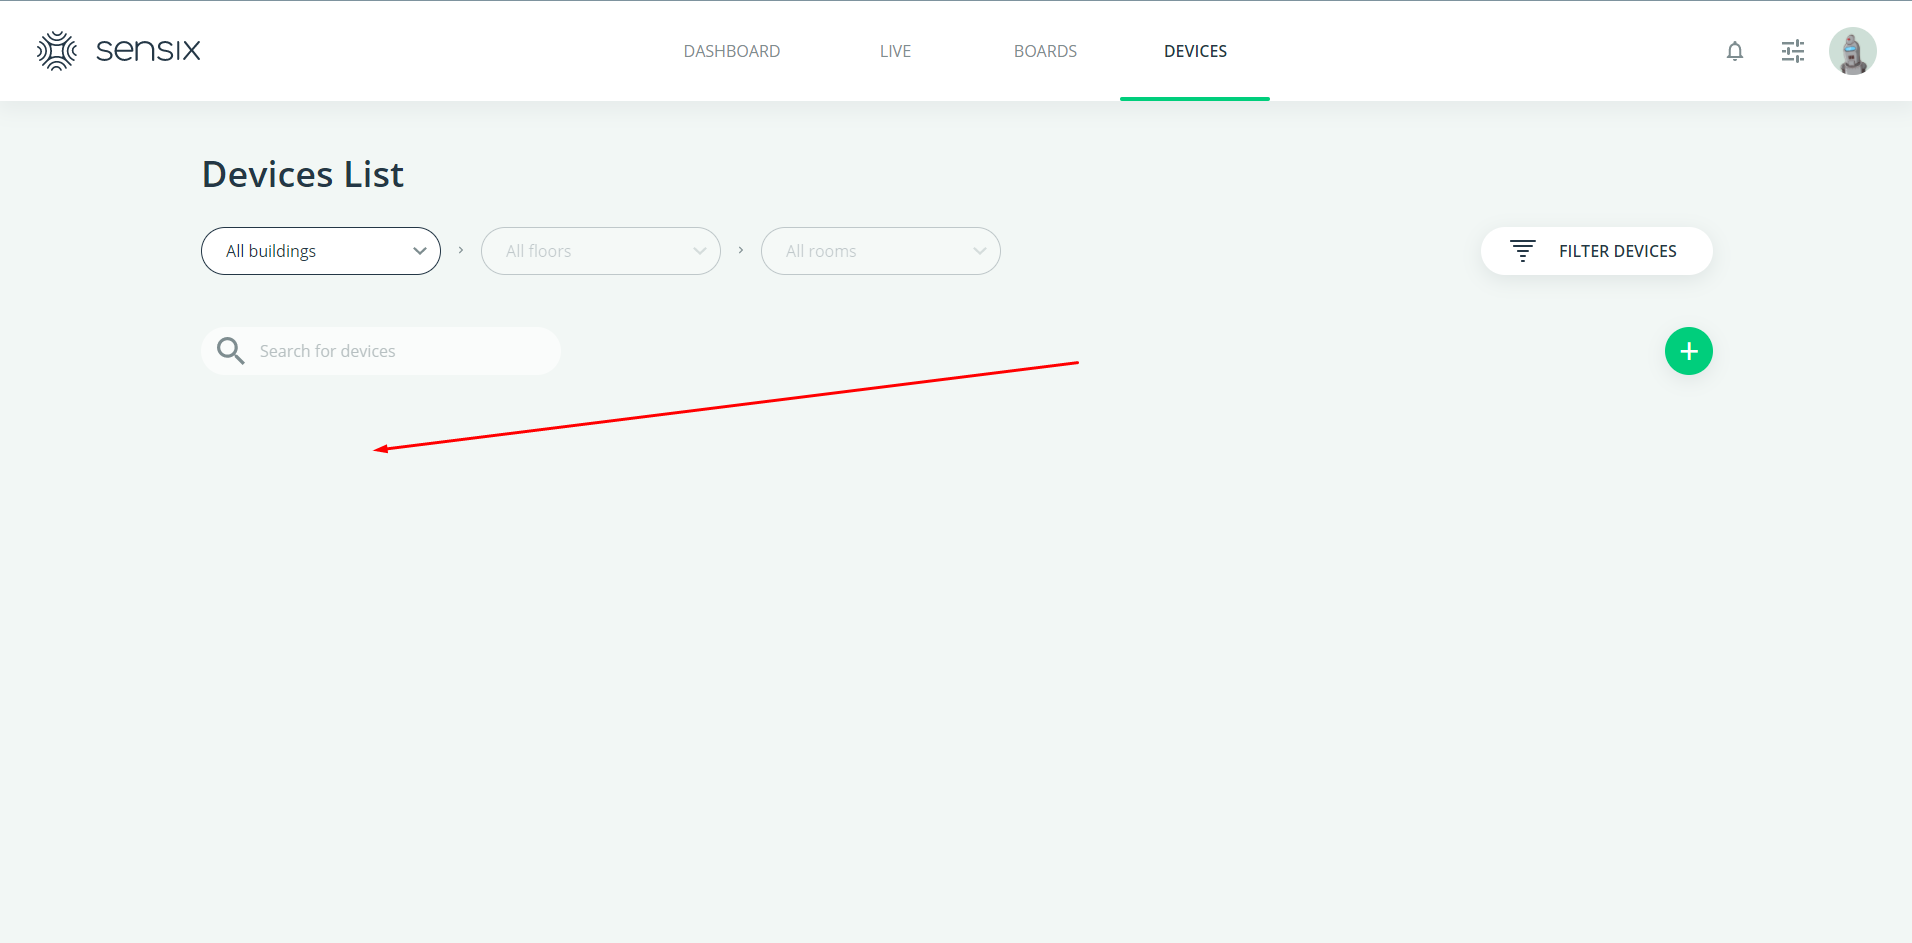 sensix
DASHBOARD
LIVE
BOARDS
DEVICES
Devices List
All buildings
All floors
All rooms
FILTER DEVICES
Search for devices